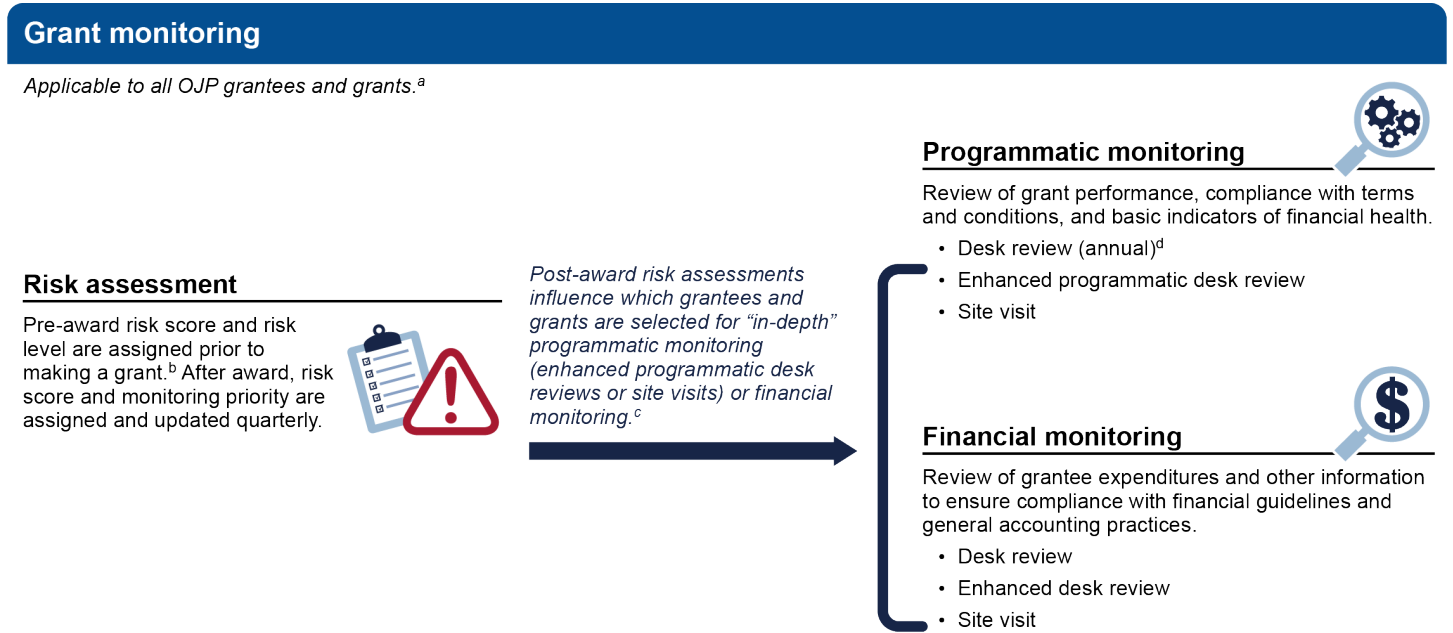 Grant monitoring
Applicable to all OJP grantees and grants.a
Risk assessment
Pre-award risk score and risk
level are assigned prior to
making a grant.b After award, risk
score and monitoring priority are
assigned and updated quarterly.
Post-award risk assessments
influence which grantees and
grants are selected for “in-depth”
programmatic monitoring
(enhanced programmatic desk
reviews or site visits) or financial
monitoring.c
Programmatic monitoring
Review of grant performance, compliance with terms
and conditions, and basic indicators of financial health.
• Desk review (annual)d
• Enhanced programmatic desk review
• Site visit
$
Financial monitoring
Review of grantee expenditures and other information
to ensure compliance with financial guidelines and
general accounting practices.
• Desk review
• Enhanced desk review
• Site visit